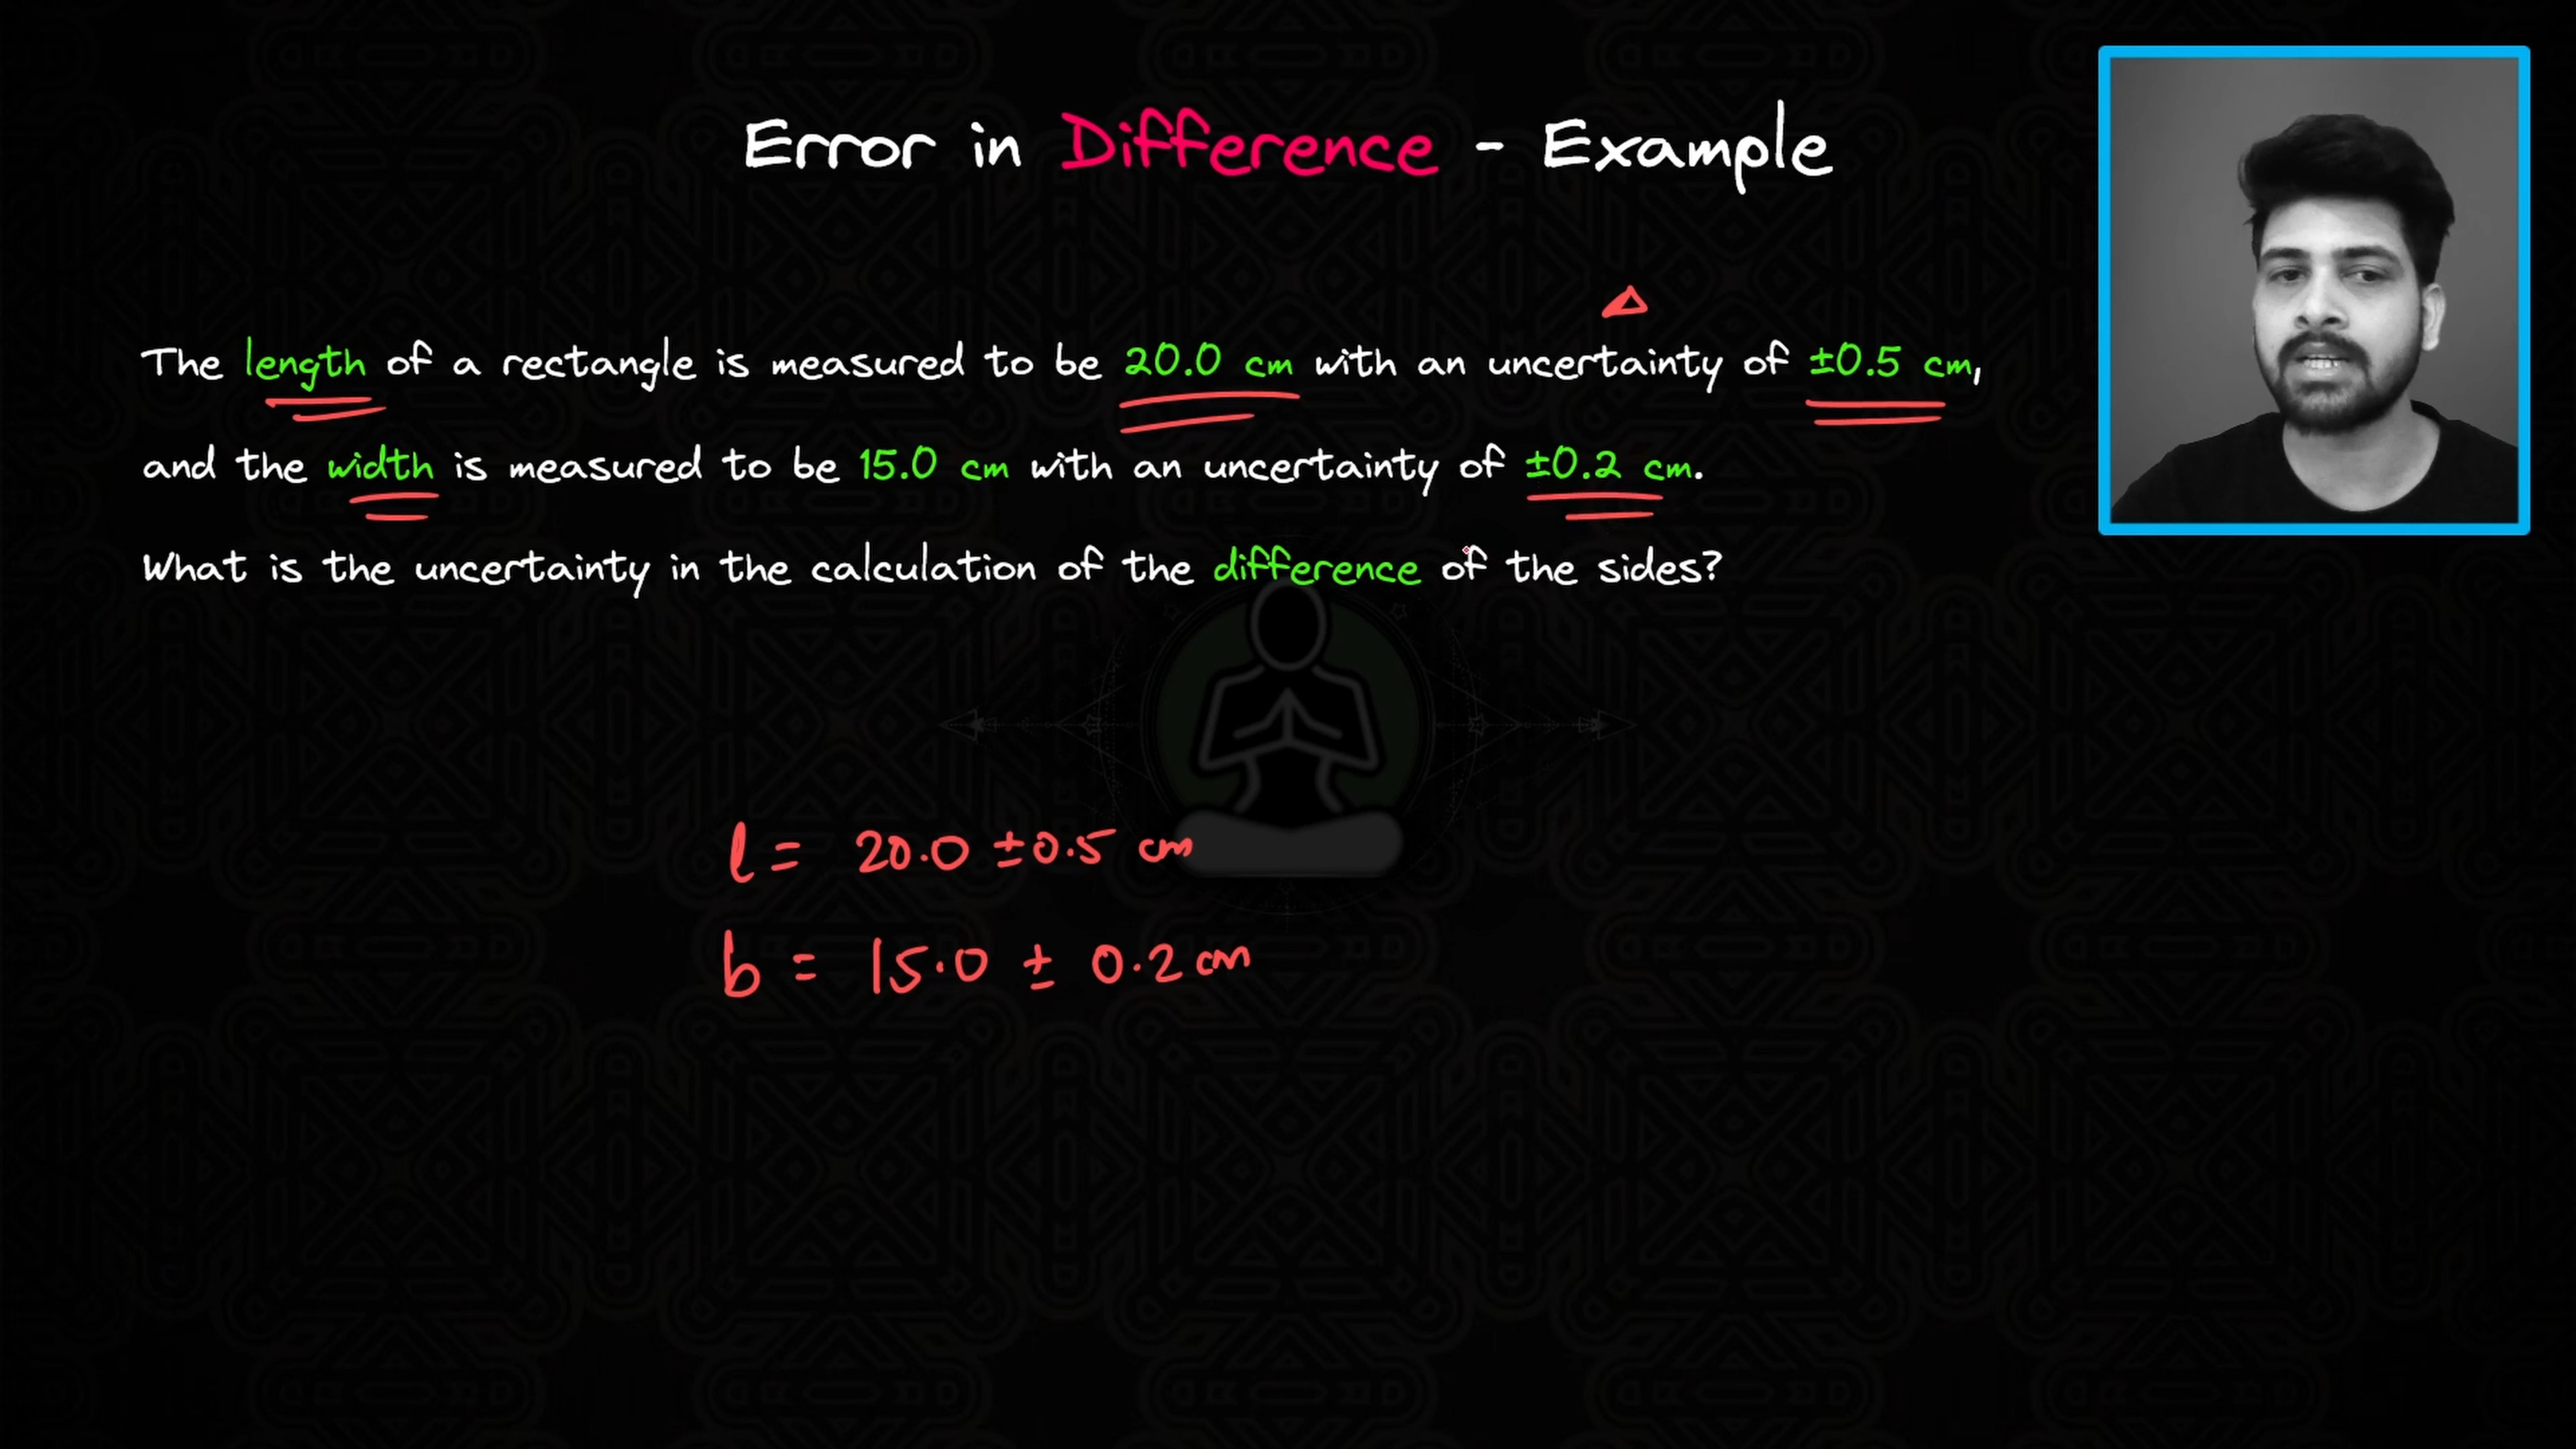 Error in Difference - Example
The length of a rectangle is measured to be 20.0 cm with an uncertainty of ±0.5 cm,
and the width is measured to be 15.0 cm with an uncertainty of ±0.2 cm.
What is the uncertainty in the calculation of the difference of the sides?
l = 20.0 ±0.5 cm
b = 15.0 ± 0.2 cm